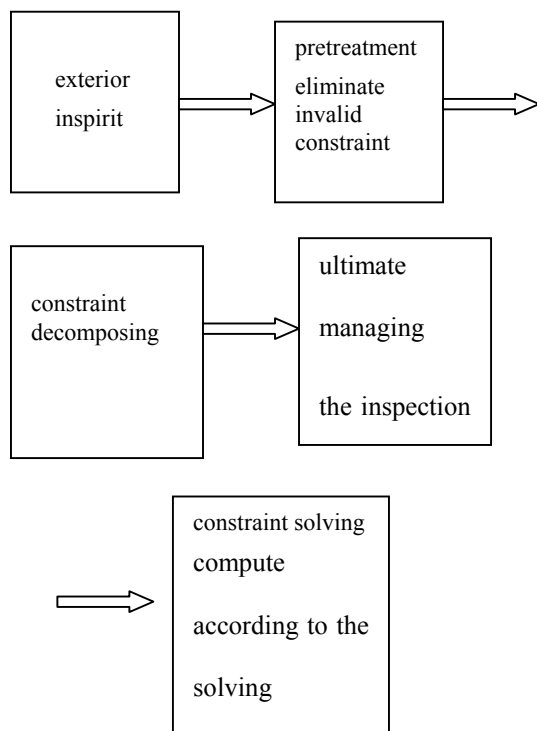 exterior
inspirit
pretreatment
eliminate
invalid
constraint
constraint
decomposing
ultimate
managing
the inspection
constraint solving
compute
according to the
solving